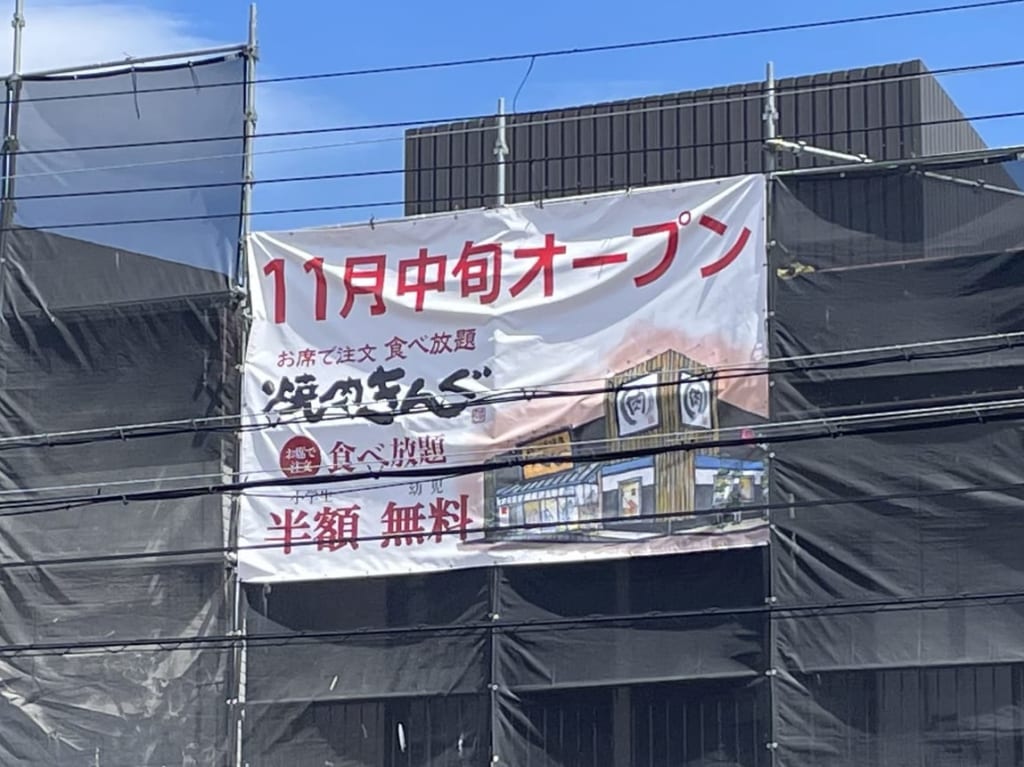 11月中旬オープン
お席で注文 食べ放題
焼肉きんぐ
お席で
注文
食べ放題
小学生 幼児
半額 無料
肉 肉